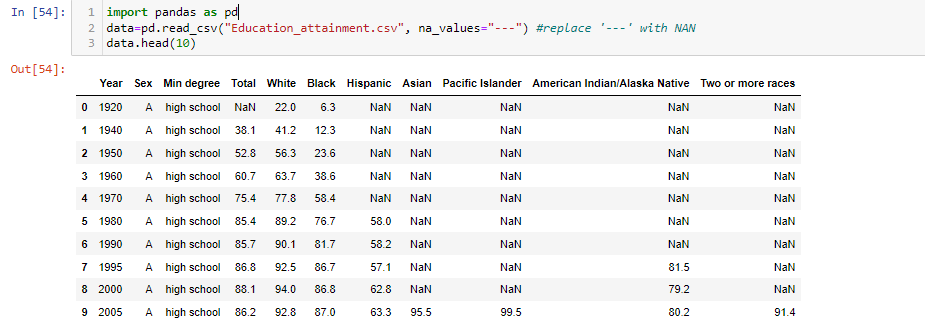 In [54]: 1 import pandas as pd
2 data=pd.read_csv("Education_attainment.csv", na_values="---") #replace '---' with NAN
3 data.head(10)
Out[54]:
Year Sex Min degree Total White Black Hispanic Asian Pacific Islander American Indian/Alaska Native Two or more races
0 1920 A high school NaN 22.0 6.3 NaN NaN NaN NaN NaN
1 1940 A high school 38.1 41.2 12.3 NaN NaN NaN NaN NaN
2 1950 A high school 52.8 56.3 23.6 NaN NaN NaN NaN NaN
3 1960 A high school 60.7 63.7 38.6 NaN NaN NaN NaN NaN
4 1970 A high school 75.4 77.8 58.4 NaN NaN NaN NaN NaN
5 1980 A high school 85.4 89.2 76.7 58.0 NaN NaN NaN NaN
6 1990 A high school 85.7 90.1 81.7 58.2 NaN NaN NaN NaN
7 1995 A high school 86.8 92.5 86.7 57.1 NaN NaN 81.5 NaN
8 2000 A high school 88.1 94.0 86.8 62.8 NaN NaN 79.2 NaN
9 2005 A high school 86.2 92.8 87.0 63.3 95.5 99.5 80.2 91.4